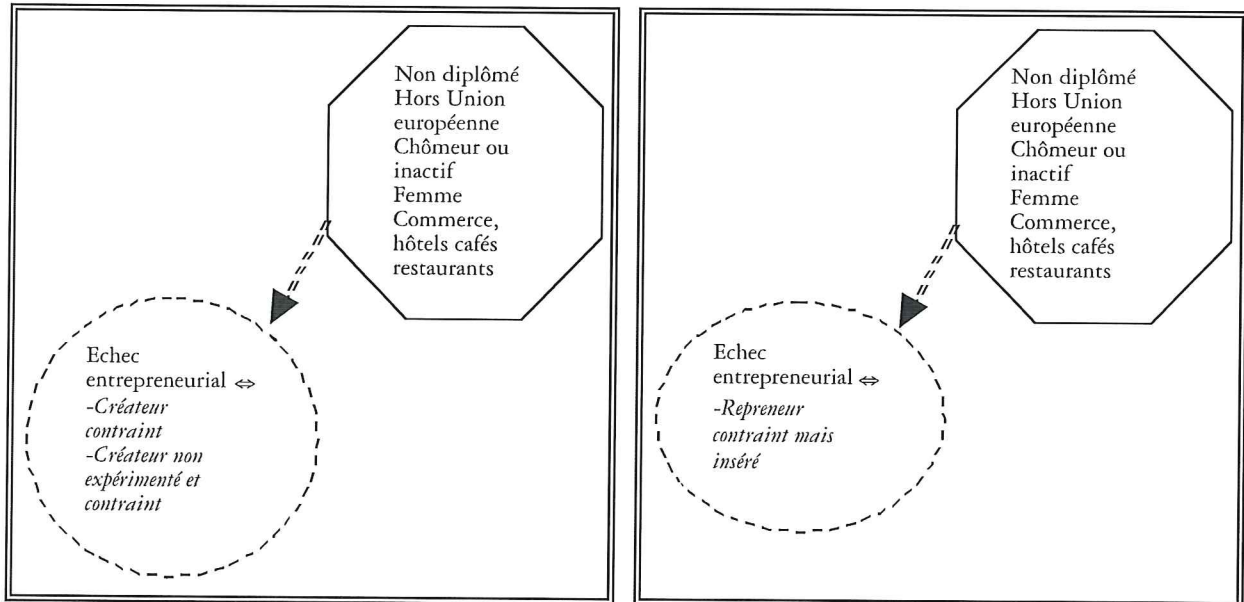 Non diplômé
Hors Union
européenne
Chômeur ou
inactif
Femme
Commerce,
hôtels cafés
restaurants
Echec
entrepreneurial ⇔
-Créateur
contraint
-Créateur non
expérimenté et
contraint
Non diplômé
Hors Union
européenne
Chômeur ou
inactif
Femme
Commerce,
hôtels cafés
restaurants
Echec
entrepreneurial ⇔
-Repreneur
contraint mais
inséré